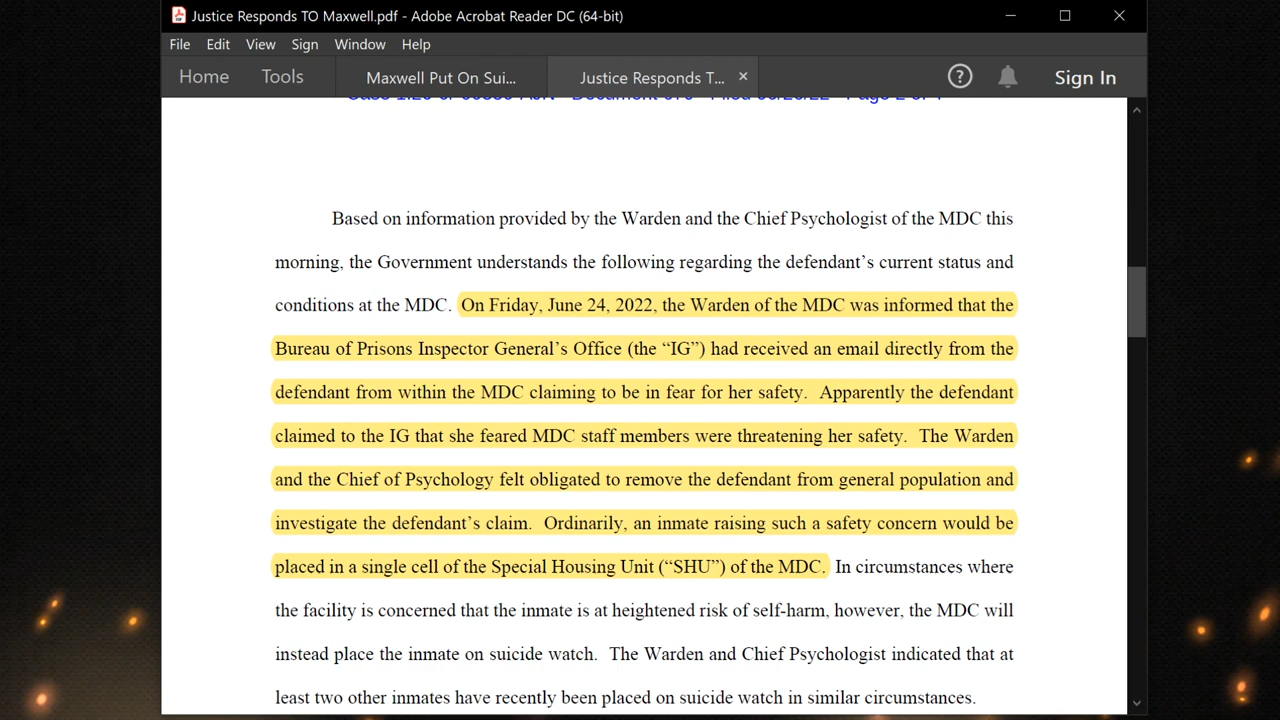 Justice Responds TO Maxwell.pdf - Adobe Acrobat Reader DC (64-bit)
File Edit View Sign Window Help
Home Tools Maxwell Put On Sui... Justice Responds T... × ? Sign In
Based on information provided by the Warden and the Chief Psychologist of the MDC this
morning, the Government understands the following regarding the defendant's current status and
conditions at the MDC. On Friday, June 24, 2022, the Warden of the MDC was informed that the
Bureau of Prisons Inspector General's Office (the “IG”) had received an email directly from the
defendant from within the MDC claiming to be in fear for her safety. Apparently the defendant
claimed to the IG that she feared MDC staff members were threatening her safety. The Warden
and the Chief of Psychology felt obligated to remove the defendant from general population and
investigate the defendant's claim. Ordinarily, an inmate raising such a safety concern would be
placed in a single cell of the Special Housing Unit (“SHU”) of the MDC. In circumstances where
the facility is concerned that the inmate is at heightened risk of self-harm, however, the MDC will
instead place the inmate on suicide watch. The Warden and Chief Psychologist indicated that at
least two other inmates have recently been placed on suicide watch in similar circumstances.